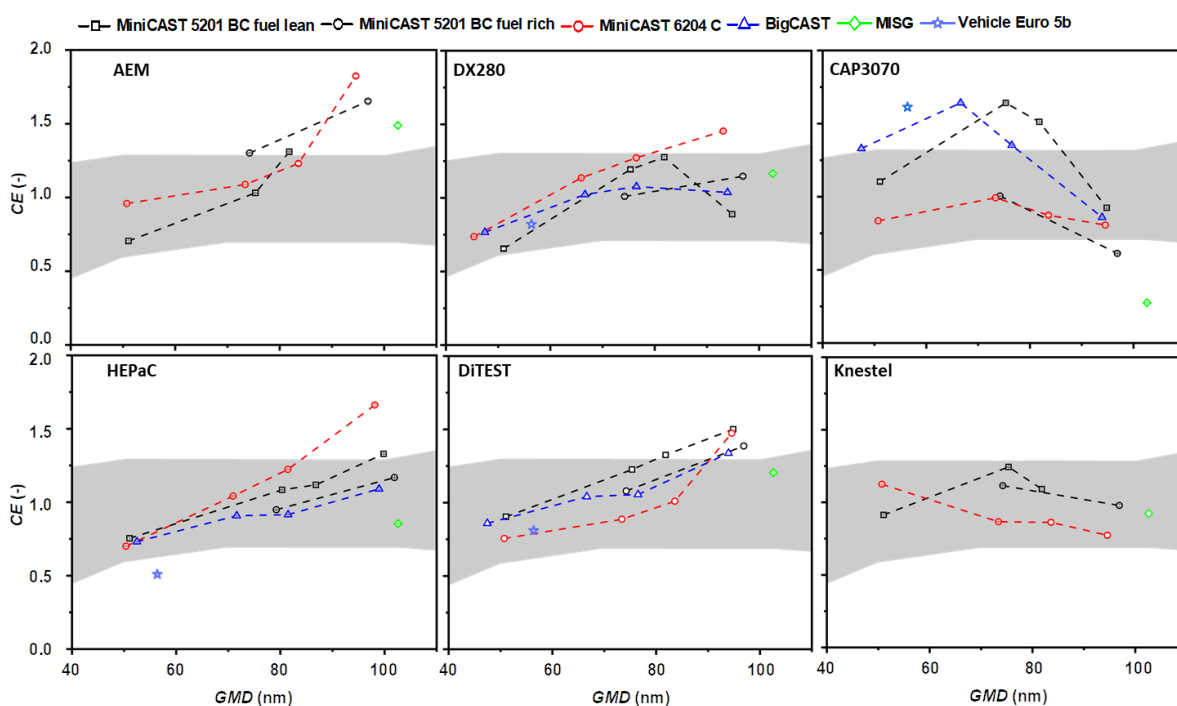 MiniCAST 5201 BC fuel lean MiniCAST 5201 BC fuel rich MiniCAST 6204 C BigCAST MISG Vehicle Euro 5b
AEM DX280 CAP3070
2.0
1.5
1.0
0.5
0.0
CE (-)
HEPaC DiTEST Knestel
2.0
1.5
1.0
0.5
0.0
CE (-)
40 60 80 100 40 60 80 100 40 60 80 100
GMD (nm) GMD (nm) GMD (nm)